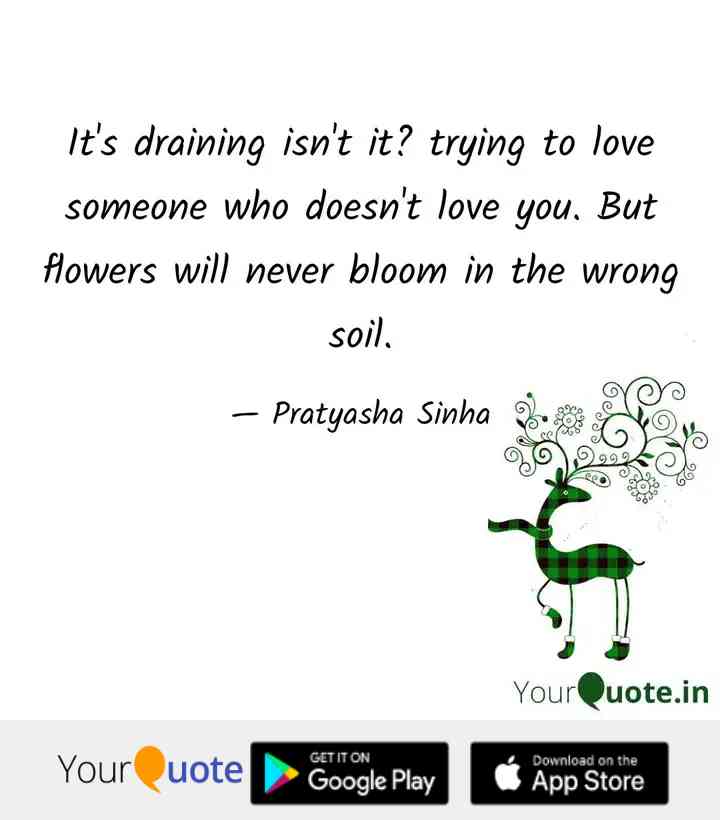 It's draining isn't it? trying to love
someone who doesn't love you. But
flowers will never bloom in the wrong
soil.
— Pratyasha Sinha
YourQuote.in
YourQuote
GET IT ON
Google Play
Download on the
App Store